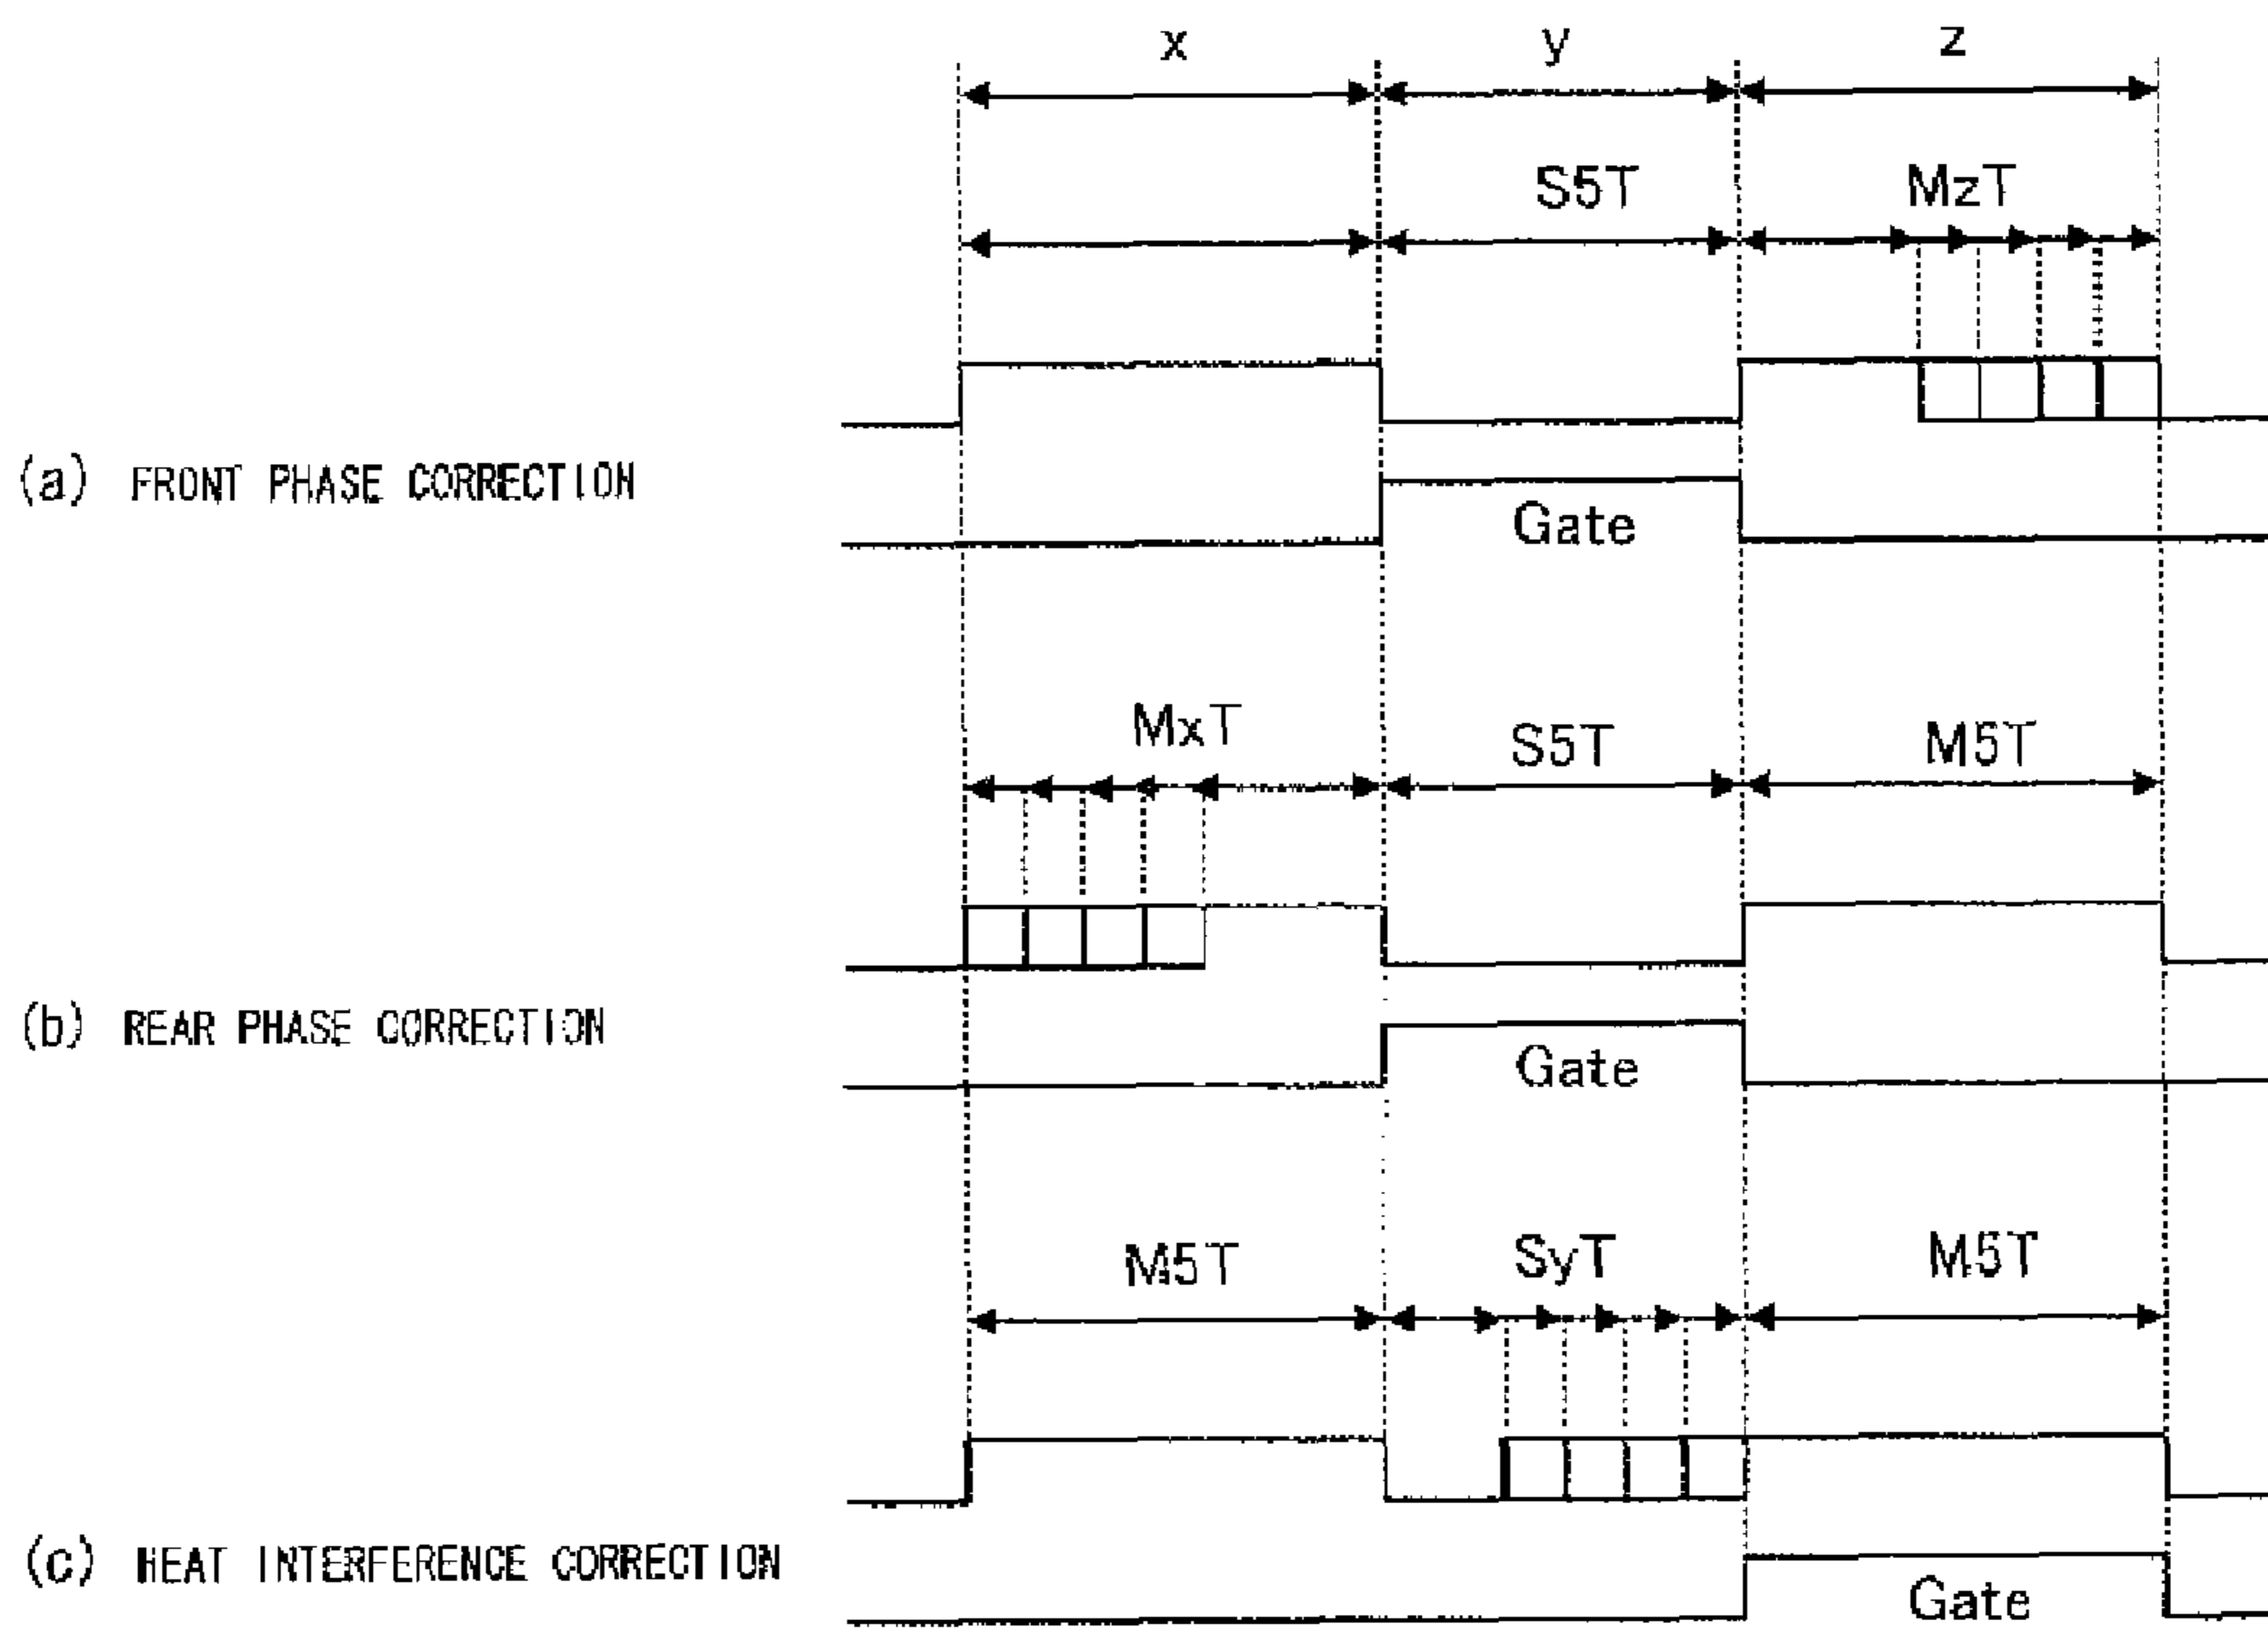 x y z
S5T MzT
(a) FRONT PHASE CORRECTION
Gate
MxT S5T M5T
(b) REAR PHASE CORRECTION
Gate
M5T SyT M5T
(c) HEAT INTERFERENCE CORRECTION
Gate